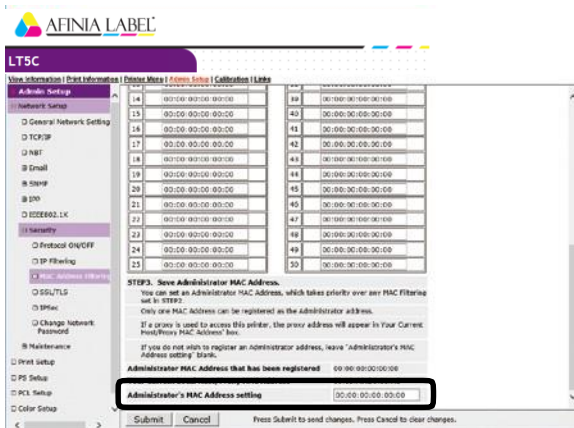 AFINIA LABEL
LT5C
View Information | Print Information | Printer Menu | Admin Setup | Calibration | Links
Admin Setup
Network Setup
General Network Setting
TCP/IP
NBT
Email
SNMP
IPP
IEEE802.1X
Security
Protocol ON/OFF
IP Filtering
MAC Address Filtering
SSL/TLS
IPSec
Change Network
Password
Maintenance
Print Setup
PS Setup
PCL Setup
Color Setup
14 00:00:00:00:00:00 39 00:00:00:00:00:00
15 00:00:00:00:00:00 40 00:00:00:00:00:00
16 00:00:00:00:00:00 41 00:00:00:00:00:00
17 00:00:00:00:00:00 42 00:00:00:00:00:00
18 00:00:00:00:00:00 43 00:00:00:00:00:00
19 00:00:00:00:00:00 44 00:00:00:00:00:00
20 00:00:00:00:00:00 45 00:00:00:00:00:00
21 00:00:00:00:00:00 46 00:00:00:00:00:00
22 00:00:00:00:00:00 47 00:00:00:00:00:00
23 00:00:00:00:00:00 48 00:00:00:00:00:00
24 00:00:00:00:00:00 49 00:00:00:00:00:00
25 00:00:00:00:00:00 50 00:00:00:00:00:00
STEP3. Save Administrator MAC Address.
You can set an Administrator MAC Address, which takes priority over any MAC Filtering
set in STEP2.
Only one MAC Address can be registered as the Administrator address.
If a proxy is used to access this printer, the proxy address will appear in Your Current
Host/Proxy MAC Address' box.
If you do not wish to register an Administrator address, leave "Administrator's MAC
Address setting" blank.
Administrator MAC Address that has been registered 00:00:00:00:00:00
Administrator's MAC Address setting 00:00:00:00:00:00
Submit Cancel Press Submit to send changes. Press Cancel to clear changes.